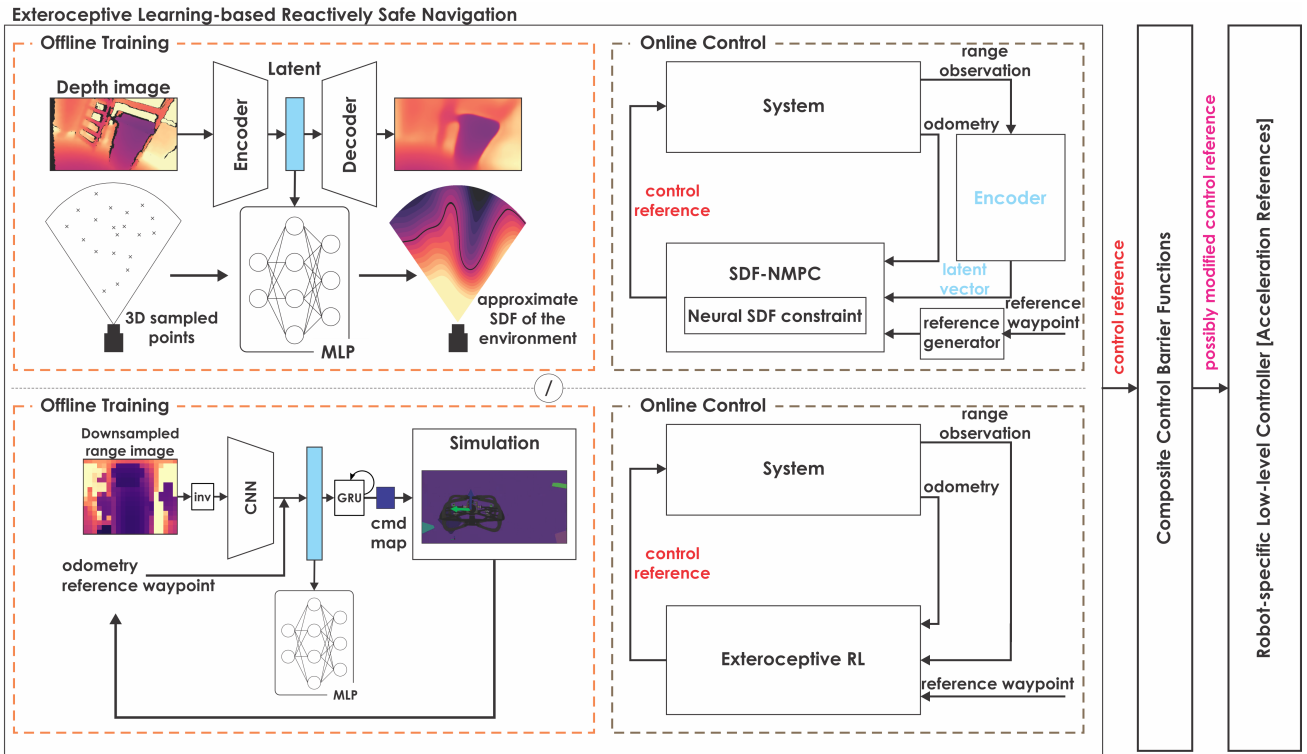 Exteroceptive Learning-based Reactively Safe Navigation
Offline Training
Depth image
Encoder
Latent
Decoder
3D sampled
points
MLP
approximate
SDF of the
environment
Online Control
System
range
observation
odometry
Encoder
control
reference
SDF-NMPC
Neural SDF constraint
latent
vector
reference
generator
reference
waypoint
/
Offline Training
Downsampled
range image
inv
CNN
GRU
cmd
map
Simulation
odometry
reference waypoint
MLP
Online Control
System
range
observation
odometry
control
reference
Exteroceptive RL
reference waypoint
control reference
Composite Control Barrier Functions
possibly modified control reference
Robot-specific Low-level Controller [Acceleration References]